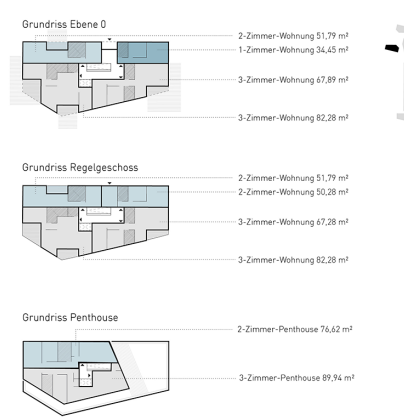 Grundriss Ebene 0
2-Zimmer-Wohnung 51,79 m²
1-Zimmer-Wohnung 34,45 m²
3-Zimmer-Wohnung 67,89 m²
3-Zimmer-Wohnung 82,28 m²
Grundriss Regelgeschoss
2-Zimmer-Wohnung 51,79 m²
2-Zimmer-Wohnung 50,28 m²
3-Zimmer-Wohnung 67,28 m²
3-Zimmer-Wohnung 82,28 m²
Grundriss Penthouse
2-Zimmer-Penthouse 76,62 m²
3-Zimmer-Penthouse 89,94 m²